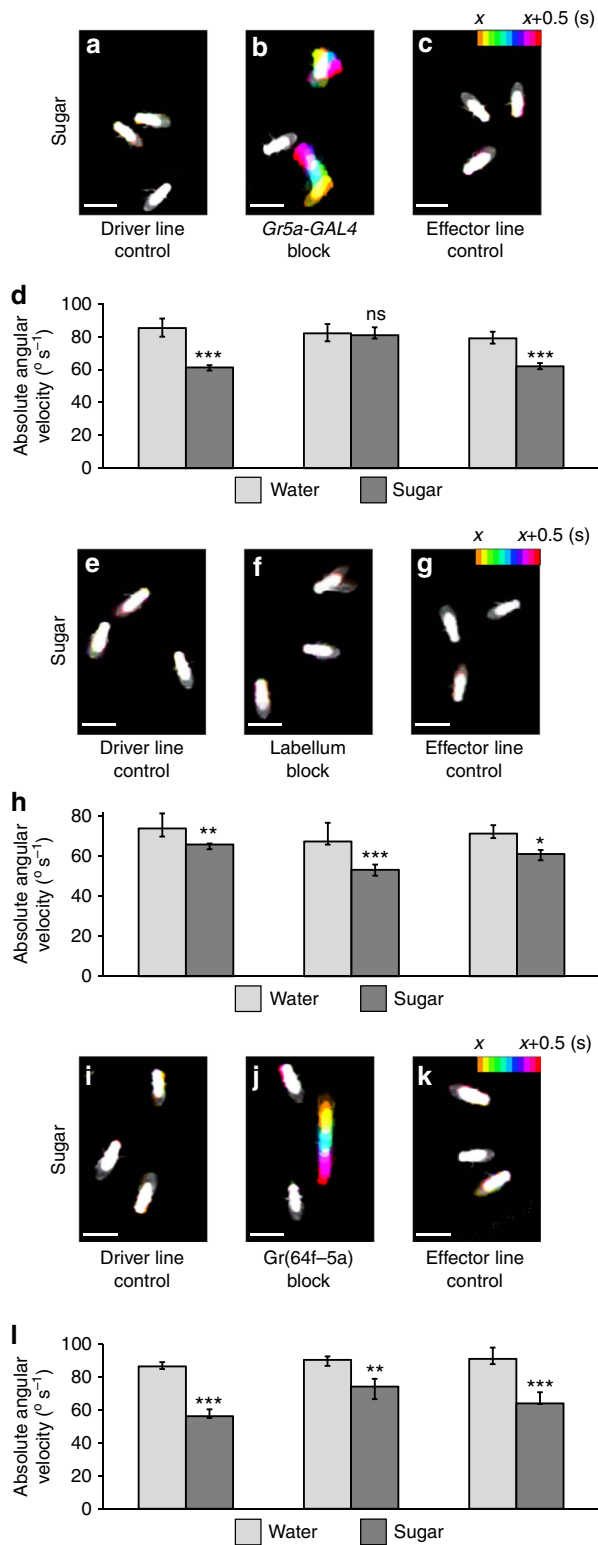 x x+0.5 (s)
a b c
Sugar
Driver line control
Gr5a-GAL4 block
Effector line control
d
Absolute angular velocity (° s⁻¹)
100
80
60
40
20
0
***
ns
***
Water Sugar
x x+0.5 (s)
e f g
Sugar
Driver line control
Labellum block
Effector line control
h
Absolute angular velocity (° s⁻¹)
80
60
40
20
0
**
***
*
Water Sugar
x x+0.5 (s)
i j k
Sugar
Driver line control
Gr(64f–5a) block
Effector line control
l
Absolute angular velocity (° s⁻¹)
100
80
60
40
20
0
***
**
***
Water Sugar